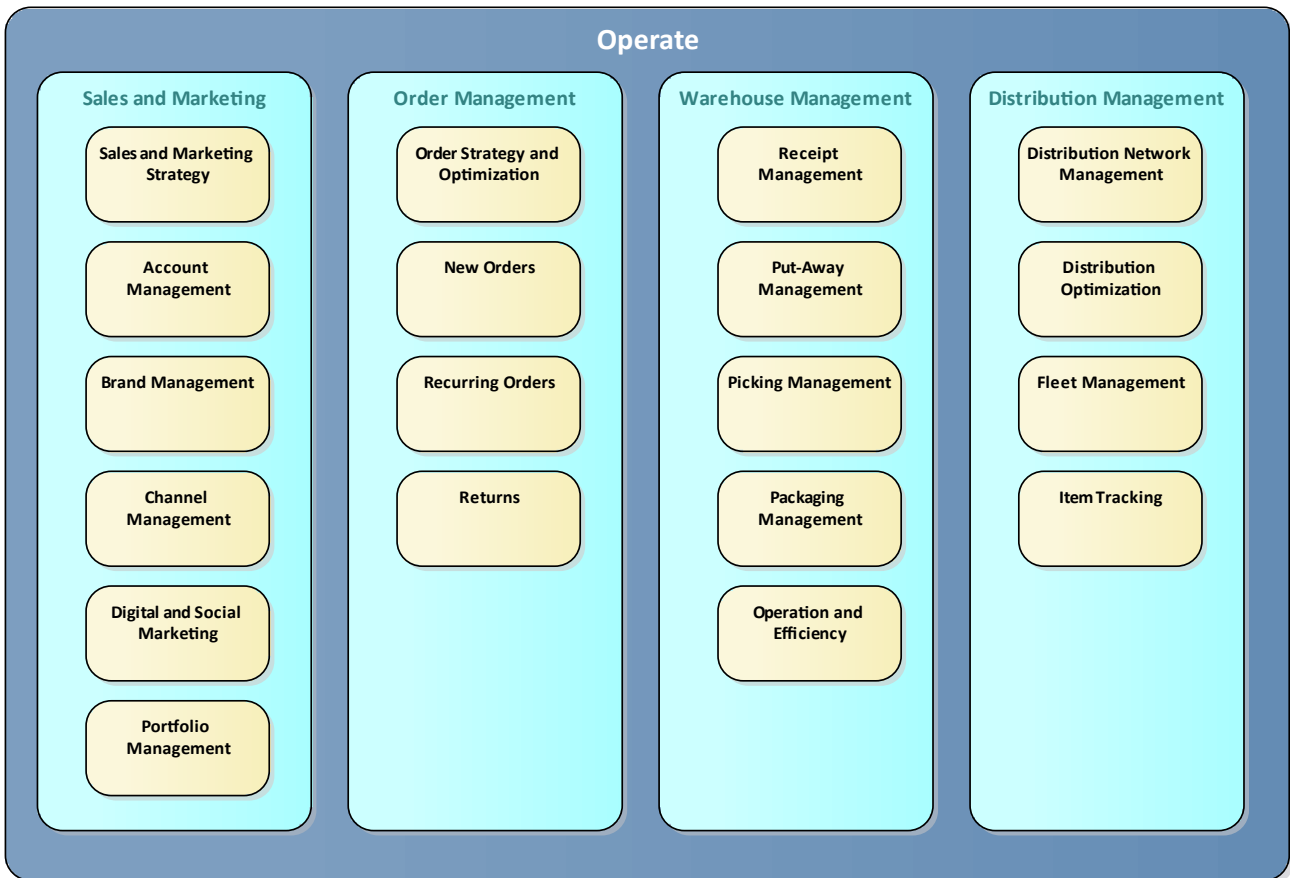 Operate
Sales and Marketing
Sales and Marketing
Strategy
Account
Management
Brand Management
Channel
Management
Digital and Social
Marketing
Portfolio
Management
Order Management
Order Strategy and
Optimization
New Orders
Recurring Orders
Returns
Warehouse Management
Receipt
Management
Put-Away
Management
Picking Management
Packaging
Management
Operation and
Efficiency
Distribution Management
Distribution Network
Management
Distribution
Optimization
Fleet Management
Item Tracking